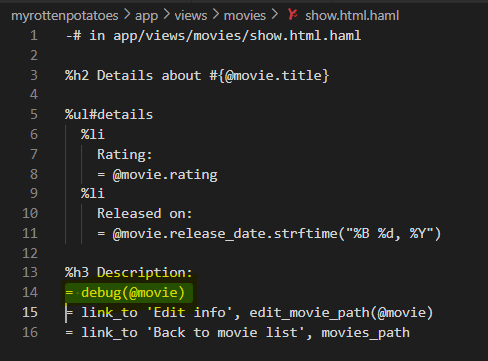 myrottenpotatoes > app > views > movies > show.html.haml
1 -# in app/views/movies/show.html.haml
2
3 %h2 Details about #{@movie.title}
4
5 %ul#details
6 %li
7 Rating:
8 = @movie.rating
9 %li
10 Released on:
11 = @movie.release_date.strftime("%B %d, %Y")
12
13 %h3 Description:
14 = debug(@movie)
15 = link_to 'Edit info', edit_movie_path(@movie)
16 = link_to 'Back to movie list', movies_path